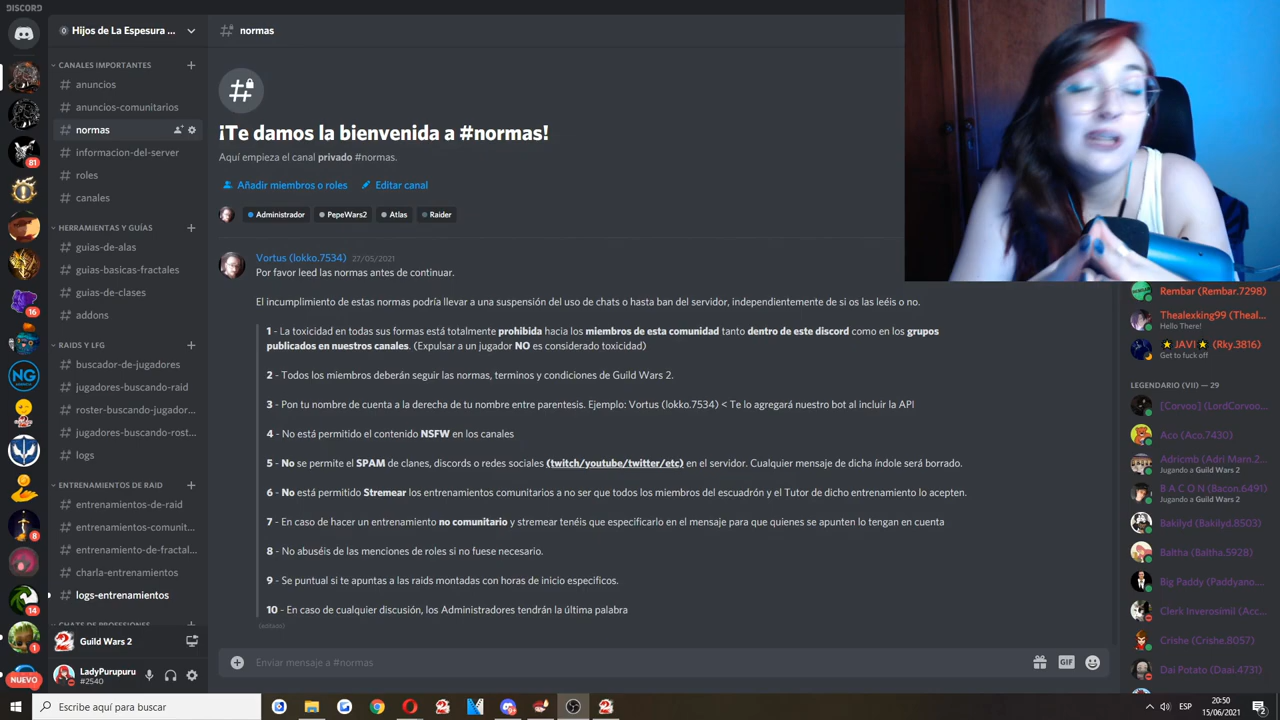 DISCORD
Hijos de La Espesura ...
CANALES IMPORTANTES
anuncios
anuncios-comunitarios
normas
informacion-del-server
roles
canales
HERRAMIENTAS Y GUÍAS
guias-de-alas
guias-basicas-fractales
guias-de-clases
addons
RAIDS Y LFG
buscador-de-jugadores
jugadores-buscando-raid
roster-buscando-jugador...
jugadores-buscando-rost...
logs
ENTRENAMIENTOS DE RAID
entrenamientos-de-raid
entrenamientos-comunit...
entrenamiento-de-fractal...
charla-entrenamientos
logs-entrenamientos
Guild Wars 2
LadyPurupuru
#2540
81
16
NG
8
14
1
NUEVO
normas
¡Te damos la bienvenida a #normas!
Aquí empieza el canal privado #normas.
Añadir miembros o roles Editar canal
Administrador PepeWars2 Atlas Raider
Vortus (lokko.7534) 27/05/2021
Por favor leed las normas antes de continuar.
El incumplimiento de estas normas podría llevar a una suspensión del uso de chats o hasta ban del servidor, independientemente de si os las leéis o no.
1 - La toxicidad en todas sus formas está totalmente prohibida hacia los miembros de esta comunidad tanto dentro de este discord como en los grupos
publicados en nuestros canales. (Expulsar a un jugador NO es considerado toxicidad)
2 - Todos los miembros deberán seguir las normas, terminos y condiciones de Guild Wars 2.
3 - Pon tu nombre de cuenta a la derecha de tu nombre entre parentesis. Ejemplo: Vortus (lokko.7534) < Te lo agregará nuestro bot al incluir la API
4 - No está permitido el contenido NSFW en los canales
5 - No se permite el SPAM de clanes, discords o redes sociales (twitch/youtube/twitter/etc) en el servidor. Cualquier mensaje de dicha índole será borrado.
6 - No está permitido Stremear los entrenamientos comunitarios a no ser que todos los miembros del escuadrón y el Tutor de dicho entrenamiento lo acepten.
7 - En caso de hacer un entrenamiento no comunitario y stremear tenéis que especificarlo en el mensaje para que quienes se apunten lo tengan en cuenta
8 - No abuséis de las menciones de roles si no fuese necesario.
9 - Se puntual si te apuntas a las raids montadas con horas de inicio especificos.
10 - En caso de cualquier discusión, los Administradores tendrán la última palabra
(editado)
Enviar mensaje a #normas
GIF
Rembar (Rembar.7298)
Thealexking99 (Theal...
Hello There!
JAVI (Rky.3816)
Get to fuck off
LEGENDARIO (VII) — 29
[Corvoo] (LordCorvoo...
Aco (Aco.7430)
Adricmb (Adri Marn.2...
Jugando a Guild Wars 2
B A C O N (Bacon.6491)
Jugando a Guild Wars 2
Bakilyd (Bakilyd.8503)
Baltha (Baltha.5928)
Big Paddy (Paddyano...
Clerk Inverosimil (Acc...
Crishe (Crishe.8057)
Dai Potato (Daai.4731)
Escribe aquí para buscar
ESP
20:50
15/06/2021
2